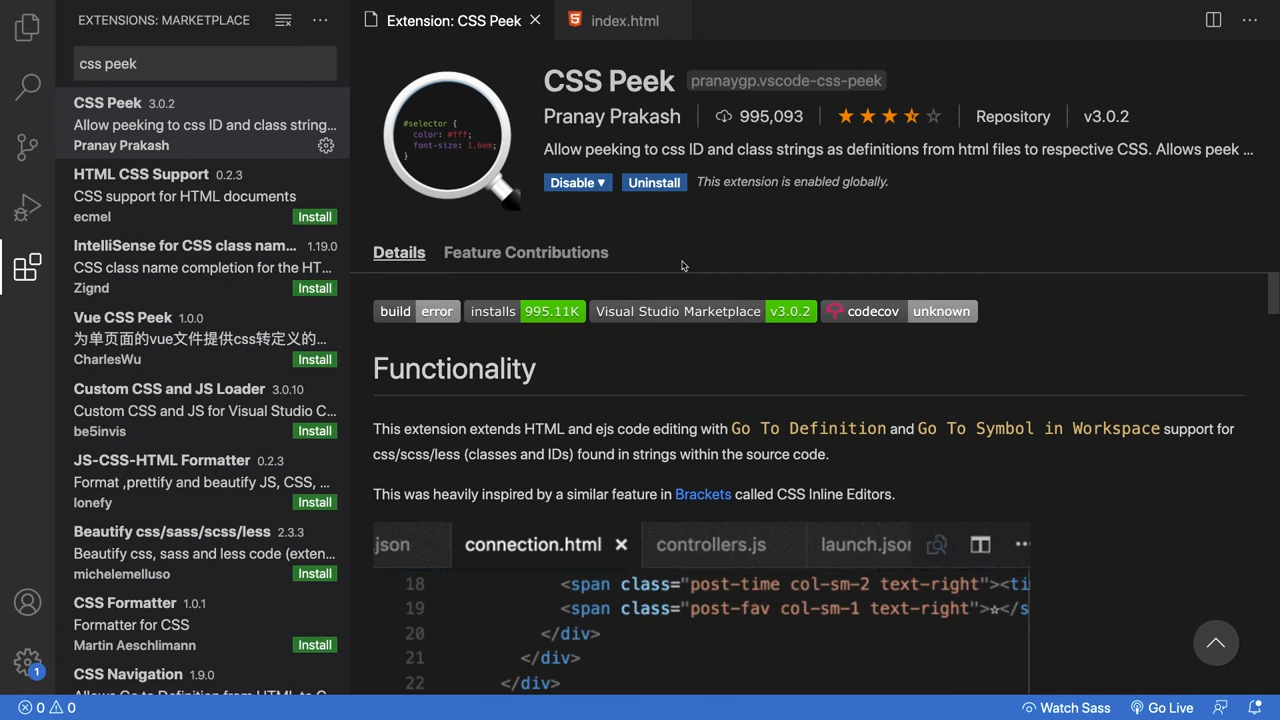 EXTENSIONS: MARKETPLACE
css peek
CSS Peek 3.0.2
Allow peeking to css ID and class string...
Pranay Prakash
HTML CSS Support 0.2.3
CSS support for HTML documents
ecmel
Install
IntelliSense for CSS class nam... 1.19.0
CSS class name completion for the HT...
Zignd
Install
Vue CSS Peek 1.0.0
为单页面的vue文件提供css转定义的...
CharlesWu
Install
Custom CSS and JS Loader 3.0.10
Custom CSS and JS for Visual Studio C...
be5invis
Install
JS-CSS-HTML Formatter 0.2.3
Format ,prettify and beautify JS, CSS, ...
lonefy
Install
Beautify css/sass/scss/less 2.3.3
Beautify css, sass and less code (exten...
michelemelluso
Install
CSS Formatter 1.0.1
Formatter for CSS
Martin Aeschlimann
Install
CSS Navigation 1.9.0
Extension: CSS Peek
index.html
#selector {
color: #fff;
font-size: 1.6em;
}
CSS Peek pranaygp.vscode-css-peek
Pranay Prakash 995,093 Repository v3.0.2
Allow peeking to css ID and class strings as definitions from html files to respective CSS. Allows peek ...
Disable Uninstall This extension is enabled globally.
Details Feature Contributions
build error installs 995.11K Visual Studio Marketplace v3.0.2 codecov unknown
Functionality
This extension extends HTML and ejs code editing with Go To Definition and Go To Symbol in Workspace support for
css/scss/less (classes and IDs) found in strings within the source code.
This was heavily inspired by a similar feature in Brackets called CSS Inline Editors.
.json connection.html controllers.js launch.json
18 <span class="post-time col-sm-2 text-right"><ti
19 <span class="post-fav col-sm-1 text-right">☆</s
20 </div>
21 </div>
22 </div>
1
0 0 Watch Sass Go Live